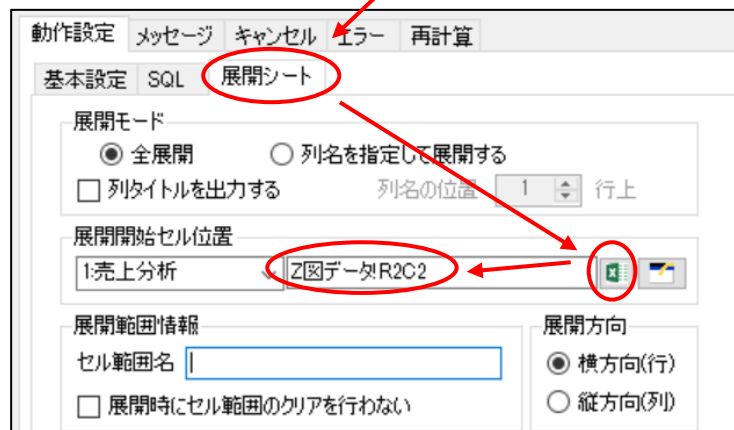 動作設定 メッセージ キャンセル エラー 再計算
基本設定 SQL 展開シート
展開モード
全展開 列名を指定して展開する
列タイトルを出力する 列名の位置 1 行上
展開開始セル位置
1:売上分析 Z図データ!R2C2
展開範囲情報 展開方向
セル範囲名 横方向(行)
展開時にセル範囲のクリアを行わない 縦方向(列)